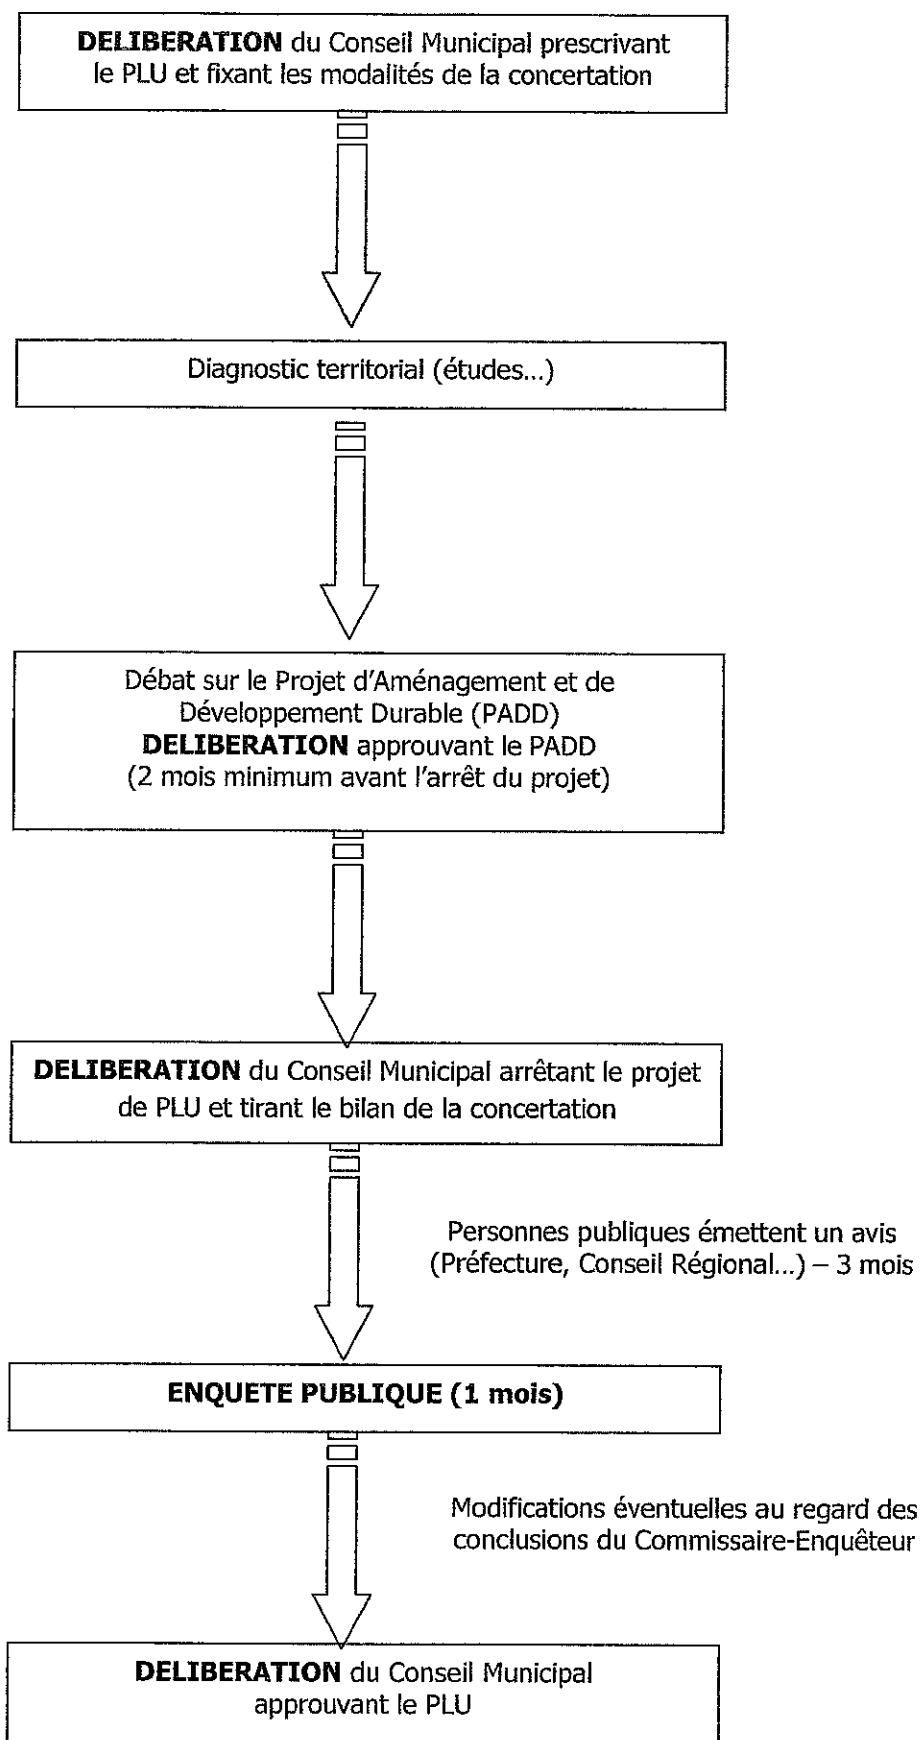 DELIBERATION du Conseil Municipal prescrivant
le PLU et fixant les modalités de la concertation
Diagnostic territorial (études...)
Débat sur le Projet d'Aménagement et de
Développement Durable (PADD)
DELIBERATION approuvant le PADD
(2 mois minimum avant l'arrêt du projet)
DELIBERATION du Conseil Municipal arrêtant le projet
de PLU et tirant le bilan de la concertation
Personnes publiques émettent un avis
(Préfecture, Conseil Régional...) – 3 mois
ENQUETE PUBLIQUE (1 mois)
Modifications éventuelles au regard des
conclusions du Commissaire-Enquêteur
DELIBERATION du Conseil Municipal
approuvant le PLU